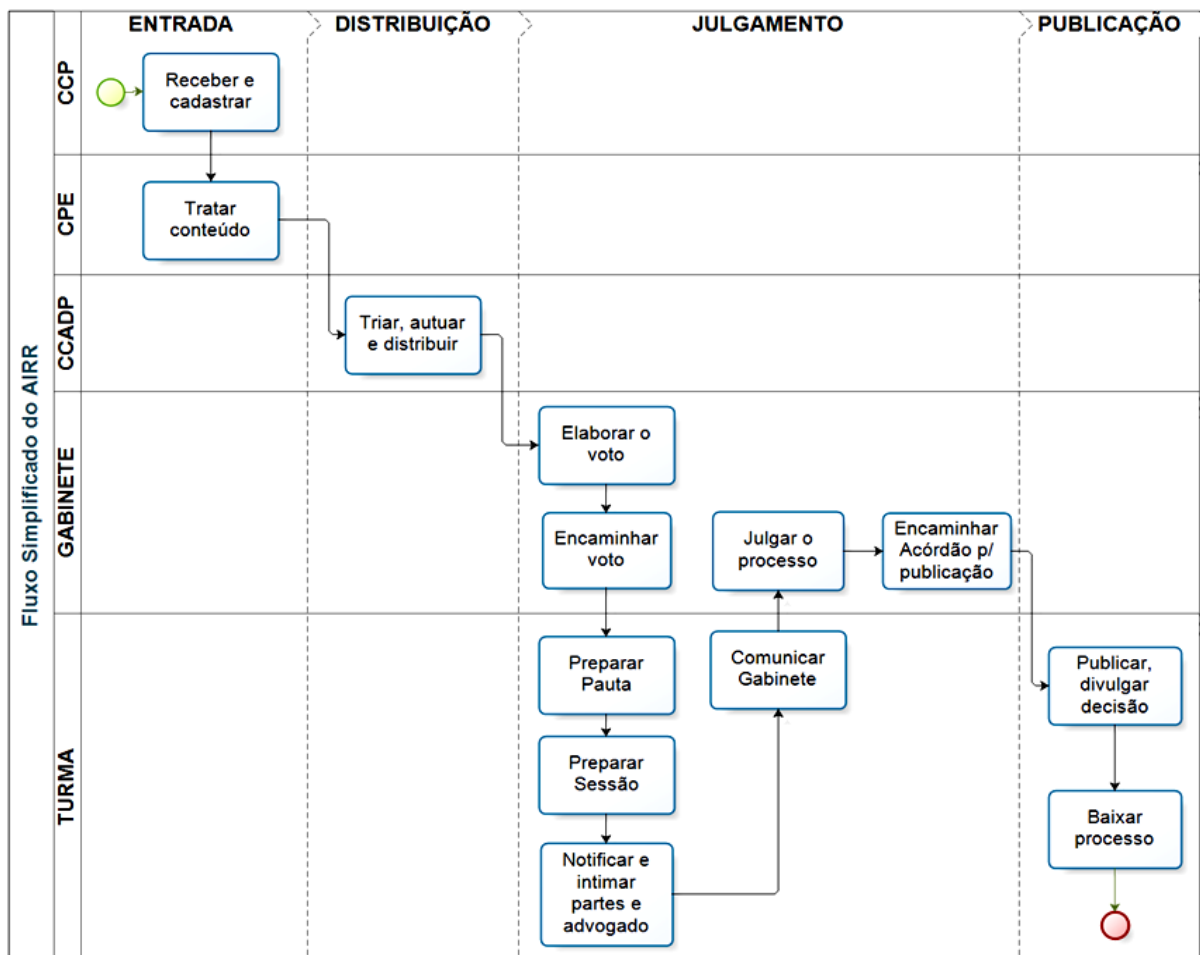 ENTRADA
DISTRIBUIÇÃO
JULGAMENTO
PUBLICAÇÃO
Fluxo Simplificado do AIRR
CCP
Receber e
cadastrar
CPE
Tratar
conteúdo
CCADP
Triar, autuar
e distribuir
GABINETE
Elaborar o
voto
Encaminhar
voto
Julgar o
processo
Encaminhar
Acórdão p/
publicação
TURMA
Preparar
Pauta
Preparar
Sessão
Notificar e
intimar
partes e
advogado
Comunicar
Gabinete
Publicar,
divulgar
decisão
Baixar
processo